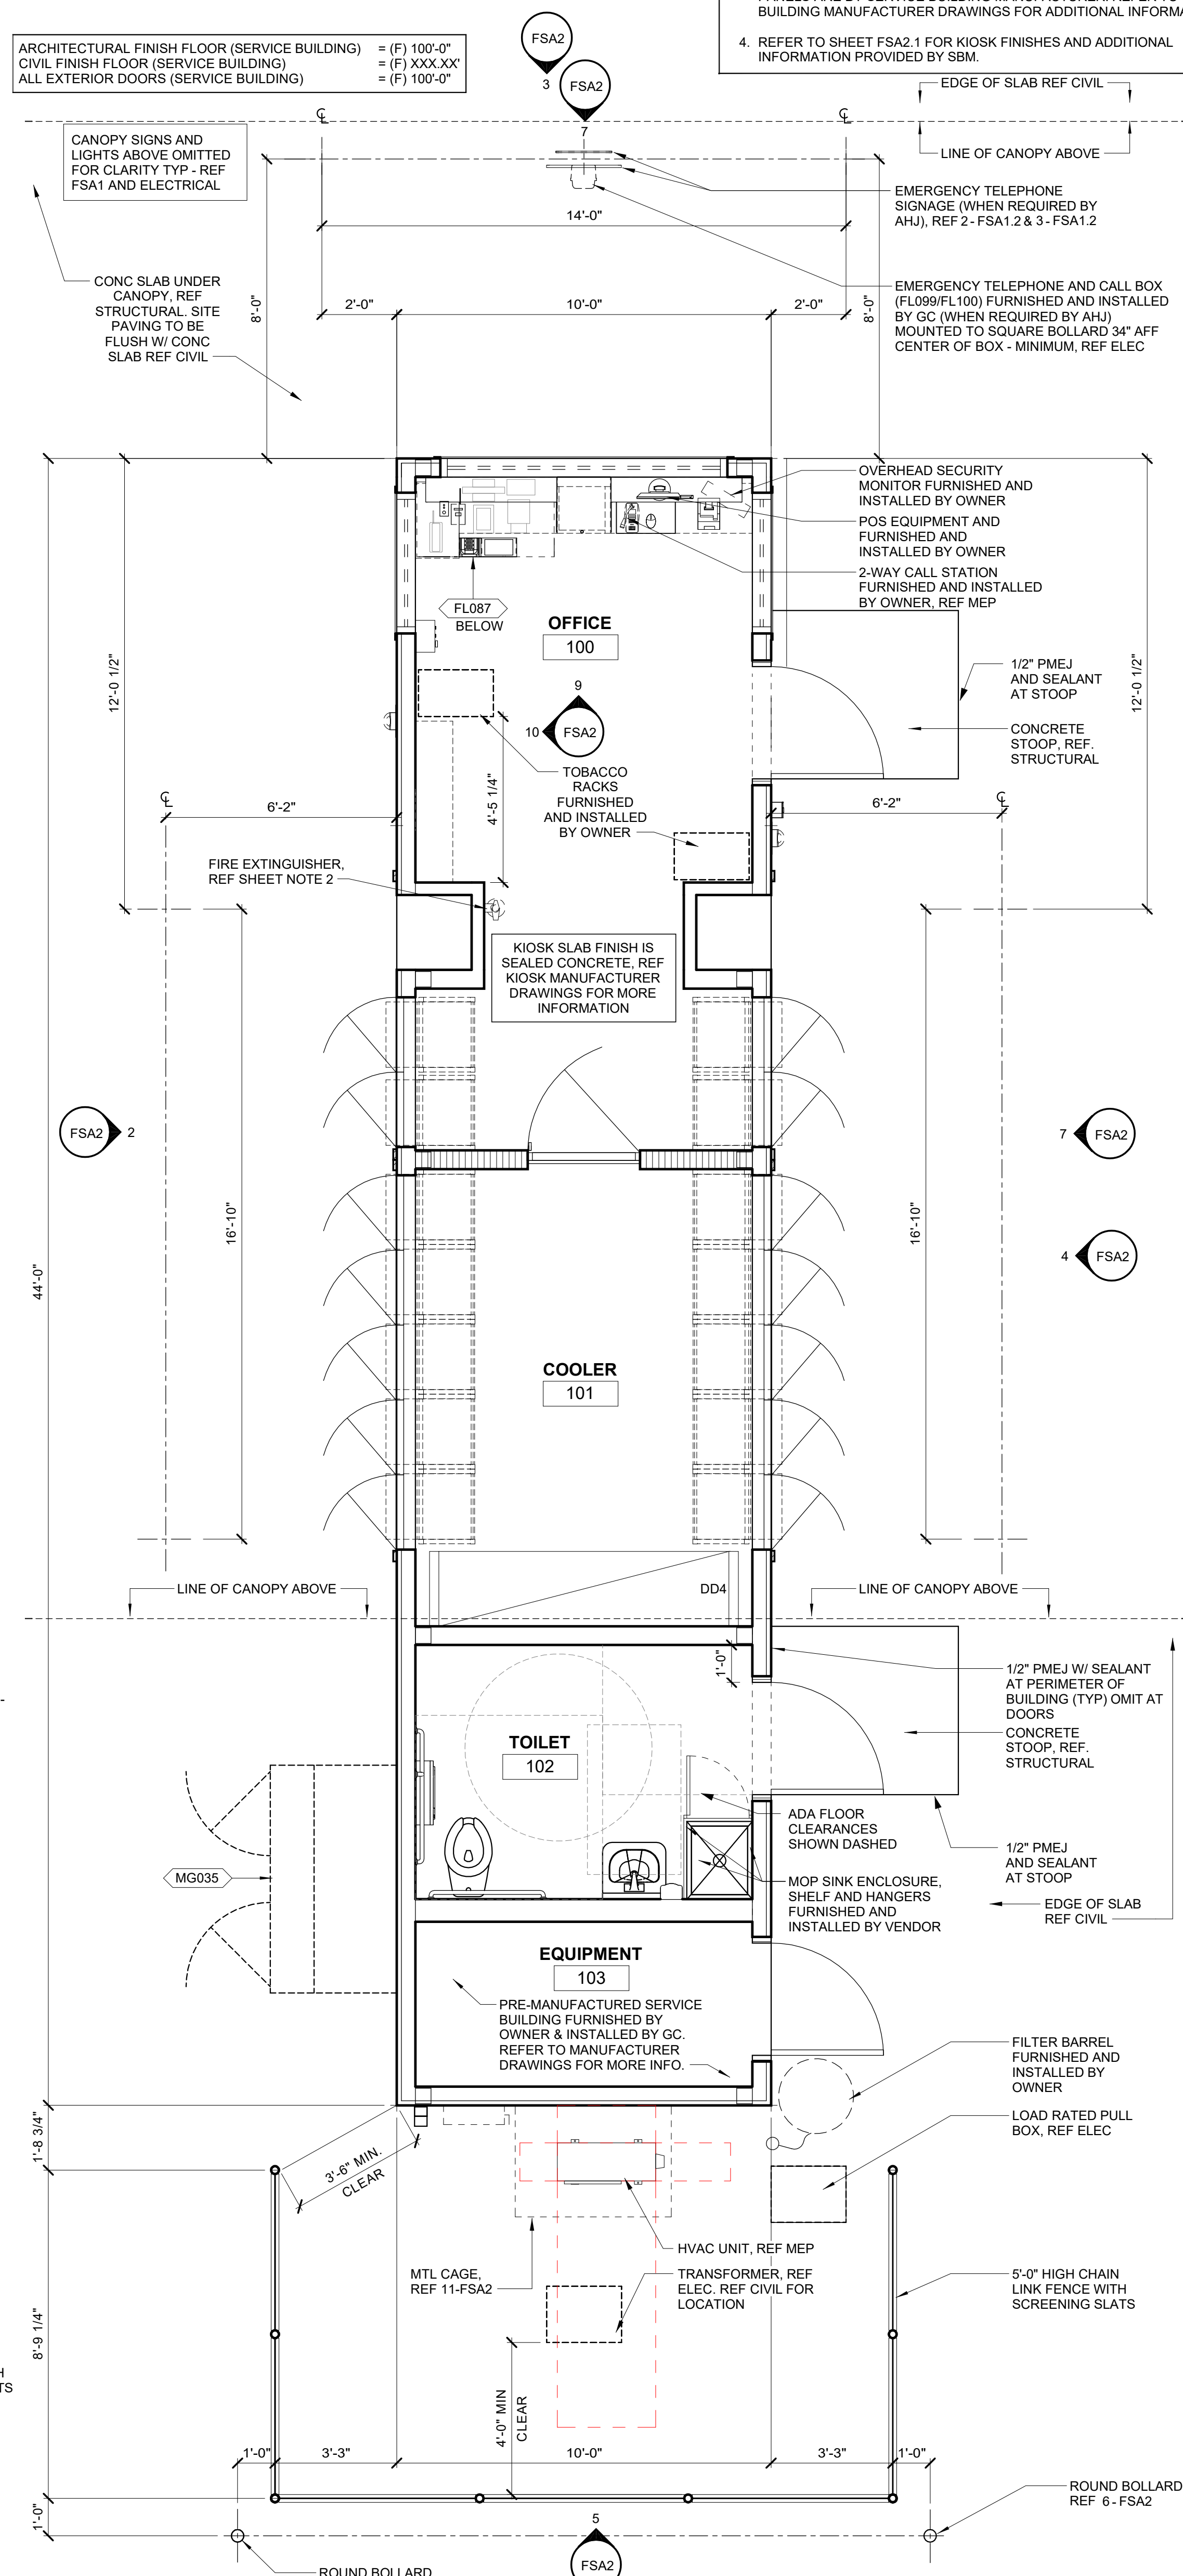 PANELS ARE BY SERVICE BUILDING MANUFACTURER. REFER TO
BUILDING MANUFACTURER DRAWINGS FOR ADDITIONAL
4. REFER TO SHEET FSA2.1 FOR KIOSK FINISHES AND ADDITIONAL
INFORMATION PROVIDED BY SBM.
ARCHITECTURAL FINISH FLOOR (SERVICE BUILDING) = (F) 100'-0"
CIVIL FINISH FLOOR (SERVICE BUILDING) = (F) XXX.XX'
ALL EXTERIOR DOORS (SERVICE BUILDING) = (F) 100'-0"
FSA2
3
FSA2
7
EDGE OF SLAB REF CIVIL
LINE OF CANOPY ABOVE
CANOPY SIGNS AND
LIGHTS ABOVE OMITTED
FOR CLARITY TYP - REF
FSA1 AND ELECTRICAL
EMERGENCY TELEPHONE
SIGNAGE (WHEN REQUIRED BY
AHJ), REF 2 - FSA1.2 & 3 - FSA1.2
14'-0"
CONC SLAB UNDER
CANOPY, REF
STRUCTURAL. SITE
PAVING TO BE
FLUSH W/ CONC
SLAB REF CIVIL
8'-0"
2'-0"
10'-0"
2'-0"
8'-0"
EMERGENCY TELEPHONE AND CALL BOX
(FL099/FL100) FURNISHED AND INSTALLED
BY GC (WHEN REQUIRED BY AHJ)
MOUNTED TO SQUARE BOLLARD 34" AFF
CENTER OF BOX - MINIMUM, REF ELEC
OVERHEAD SECURITY
MONITOR FURNISHED AND
INSTALLED BY OWNER
POS EQUIPMENT AND
FURNISHED AND
INSTALLED BY OWNER
2-WAY CALL STATION
FURNISHED AND INSTALLED
BY OWNER, REF MEP
FL087
BELOW
OFFICE
100
12'-0 1/2"
12'-0 1/2"
1/2" PMEJ
AND SEALANT
AT STOOP
9
10
FSA2
CONCRETE
STOOP, REF.
STRUCTURAL
TOBACCO
RACKS
FURNISHED
AND INSTALLED
BY OWNER
4'-5 1/4"
6'-2"
6'-2"
FIRE EXTINGUISHER,
REF SHEET NOTE 2
KIOSK SLAB FINISH IS
SEALED CONCRETE, REF
KIOSK MANUFACTURER
DRAWINGS FOR MORE
INFORMATION
FSA2
2
7
FSA2
16'-10"
16'-10"
4
FSA2
44'-0"
COOLER
101
LINE OF CANOPY ABOVE
DD4
LINE OF CANOPY ABOVE
1'-0"
1/2" PMEJ W/ SEALANT
AT PERIMETER OF
BUILDING (TYP) OMIT AT
DOORS
TOILET
102
CONCRETE
STOOP, REF.
STRUCTURAL
ADA FLOOR
CLEARANCES
SHOWN DASHED
1/2" PMEJ
AND SEALANT
AT STOOP
MG035
MOP SINK ENCLOSURE,
SHELF AND HANGERS
FURNISHED AND
INSTALLED BY VENDOR
EDGE OF SLAB
REF CIVIL
EQUIPMENT
103
PRE-MANUFACTURED SERVICE
BUILDING FURNISHED BY
OWNER & INSTALLED BY GC.
REFER TO MANUFACTURER
DRAWINGS FOR MORE INFO.
FILTER BARREL
FURNISHED AND
INSTALLED BY
OWNER
LOAD RATED PULL
BOX, REF ELEC
1'-8 3/4"
3'-6" MIN.
CLEAR
HVAC UNIT, REF MEP
MTL CAGE,
REF 11-FSA2
TRANSFORMER, REF
ELEC. REF CIVIL FOR
LOCATION
5'-0" HIGH CHAIN
LINK FENCE WITH
SCREENING SLATS
8'-9 1/4"
4'-0" MIN
CLEAR
1'-0"
3'-3"
10'-0"
3'-3"
1'-0"
ROUND BOLLARD
REF 6 - FSA2
1'-0"
5
FSA2
ROUND BOLLARD